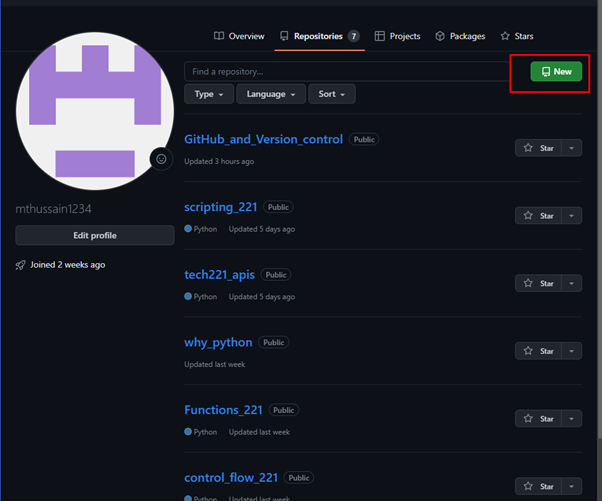 Overview Repositories 7 Projects Packages Stars
Find a repository...
New
Type Language Sort
GitHub_and_Version_control Public
Updated 3 hours ago
Star
mthussain1234
Edit profile
Joined 2 weeks ago
scripting_221 Public
Python Updated 5 days ago
Star
tech221_apis Public
Python Updated 5 days ago
Star
why_python Public
Updated last week
Star
Functions_221 Public
Python Updated last week
Star
control_flow_221 Public
Python Updated last week
Star